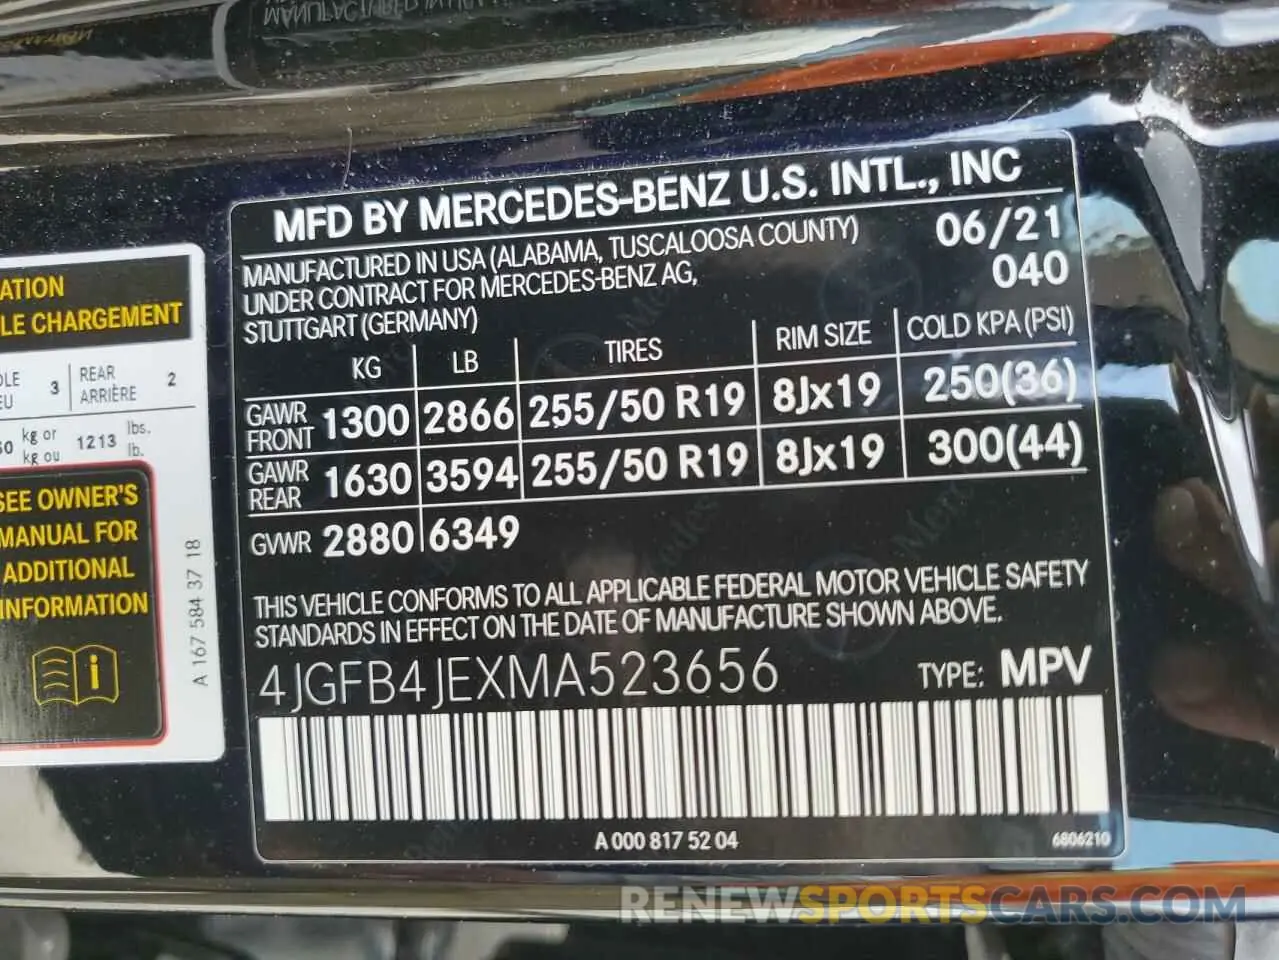 MFD BY MERCEDES-BENZ U.S. INTL., INC
MANUFACTURED IN USA (ALABAMA, TUSCALOOSA COUNTY) 06/21
UNDER CONTRACT FOR MERCEDES-BENZ AG, 040
STUTTGART (GERMANY)
KG LB TIRES RIM SIZE COLD KPA (PSI)
GAWR FRONT 1300 2866 255/50 R19 8Jx19 250(36)
GAWR REAR 1630 3594 255/50 R19 8Jx19 300(44)
GVWR 2880 6349
THIS VEHICLE CONFORMS TO ALL APPLICABLE FEDERAL MOTOR VEHICLE SAFETY
STANDARDS IN EFFECT ON THE DATE OF MANUFACTURE SHOWN ABOVE.
4JGFB4JEXMA523656 TYPE: MPV
A 000 817 52 04 6806210
CHARGEMENT
3 REAR 2
ARRIÈRE
kg or 1213 lbs.
kg ou lb.
SEE OWNER'S
MANUAL FOR
ADDITIONAL
INFORMATION
A 167 584 37 18
RENEWSPORTSCARS.COM